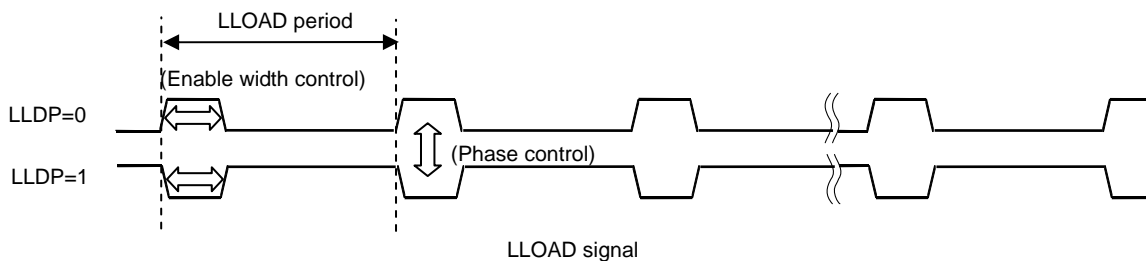 LLOAD period
(Enable width control)
LLDP=0
(Phase control)
LLDP=1
LLOAD signal